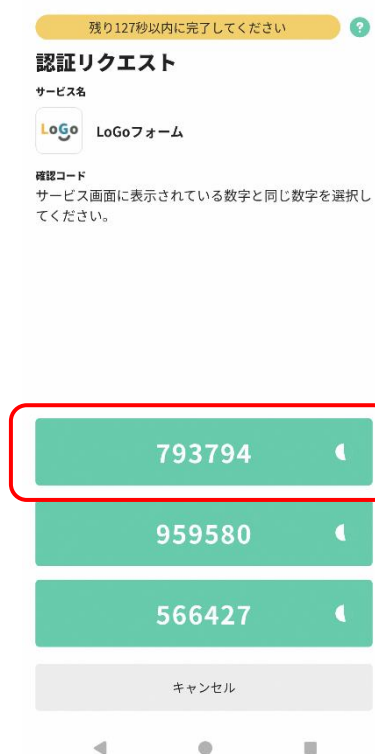 残り127秒以内に完了してください
?
認証リクエスト
サービス名
LoGo
LoGoフォーム
確認コード
サービス画面に表示されている数字と同じ数字を選択し
てください。
793794
959580
566427
キャンセル